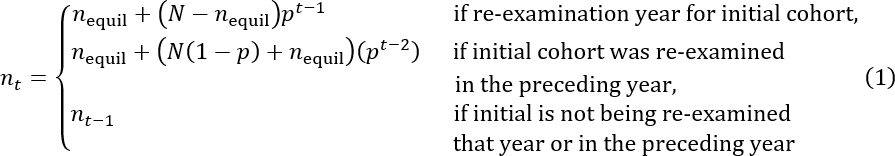 n_equil + (N − n_equil)p^{t−1} if re-examination year for initial cohort,
n_equil + (N(1 − p) + n_equil)(p^{t−2}) if initial cohort was re-examined
n_t = { in the preceding year, (1)
n_{t−1} if initial is not being re-examined
that year or in the preceding year